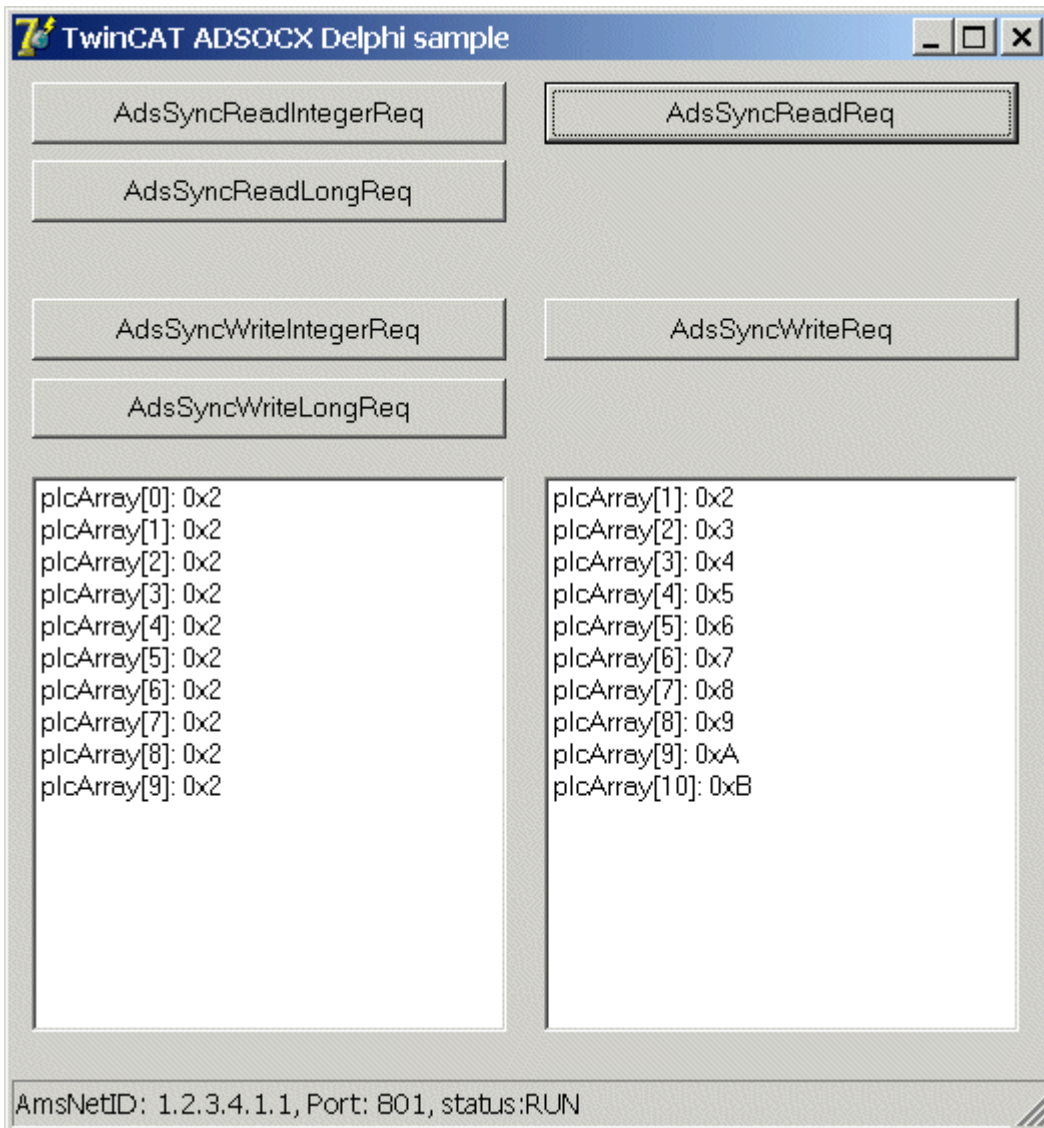 TwinCAT ADSOCX Delphi sample
AdsSyncReadIntegerReq
AdsSyncReadReq
AdsSyncReadLongReq
AdsSyncWriteIntegerReq
AdsSyncWriteReq
AdsSyncWriteLongReq
plcArray[0]: 0x2
plcArray[1]: 0x2
plcArray[2]: 0x2
plcArray[3]: 0x2
plcArray[4]: 0x2
plcArray[5]: 0x2
plcArray[6]: 0x2
plcArray[7]: 0x2
plcArray[8]: 0x2
plcArray[9]: 0x2
plcArray[1]: 0x2
plcArray[2]: 0x3
plcArray[3]: 0x4
plcArray[4]: 0x5
plcArray[5]: 0x6
plcArray[6]: 0x7
plcArray[7]: 0x8
plcArray[8]: 0x9
plcArray[9]: 0xA
plcArray[10]: 0xB
AmsNetID: 1.2.3.4.1.1, Port: 801, status:RUN